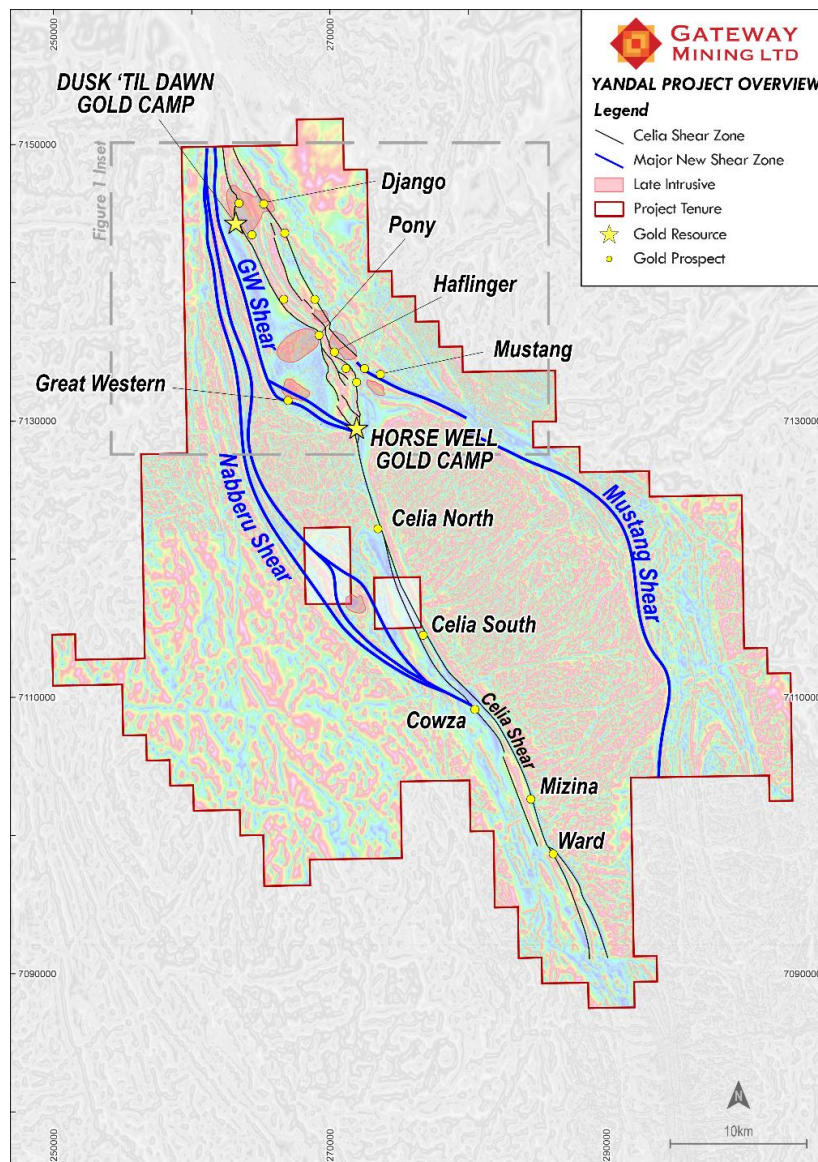 250000
270000
GATEWAY
MINING LTD
YANDAL PROJECT OVERVIEW
Legend
Celia Shear Zone
Major New Shear Zone
Late Intrusive
Project Tenure
Gold Resource
Gold Prospect
DUSK ‘TIL DAWN
GOLD CAMP
7150000
Figure 1 Inset
Django
Pony
GW Shear
Haflinger
Mustang
Great Western
7130000
7130000
HORSE WELL
GOLD CAMP
Nabberu Shear
Celia North
Mustang Shear
Celia South
7110000
7110000
Cowza
Celia Shear
Mizina
Ward
7090000
7090000
10km
250000
270000
290000